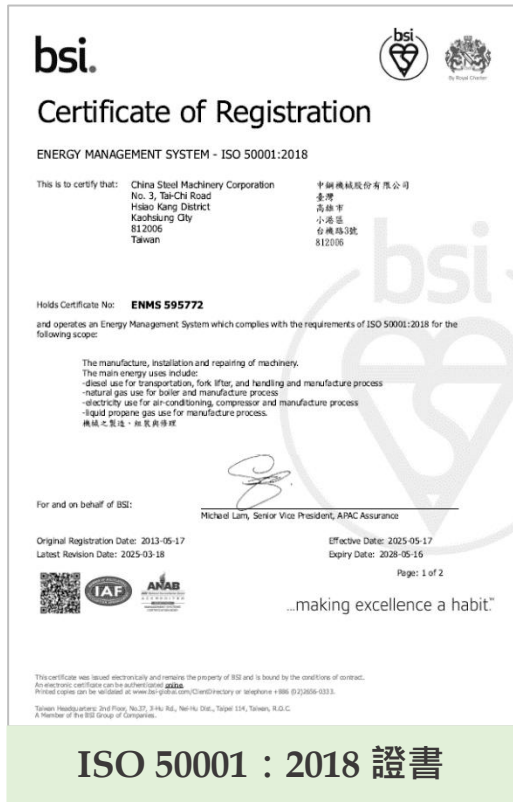 bsi.
bsi
By Royal Charter
Certificate of Registration
ENERGY MANAGEMENT SYSTEM - ISO 50001:2018
This is to certify that:
China Steel Machinery Corporation
No. 3, Tai-Chi Road
Hsiao Kang District
Kaohsiung City
812006
Taiwan
中鋼機械股份有限公司
臺灣
高雄市
小港區
台機路3號
812006
Holds Certificate No:
ENMS 595772
and operates an Energy Management System which complies with the requirements of ISO 50001:2018 for the
following scope:
The manufacture, installation and repairing of machinery.
The main energy uses include:
-diesel use for transportation, fork lifter, and handling and manufacture process
-natural gas use for boiler and manufacture process
-electricity use for air-conditioning, compressor and manufacture process
-liquid propane gas use for manufacture process.
機械之製造、組裝與修理
bsi
For and on behalf of BSI:
Michael Lam, Senior Vice President, APAC Assurance
Original Registration Date: 2013-05-17
Effective Date: 2025-05-17
Latest Revision Date: 2025-03-18
Expiry Date: 2028-05-16
Page: 1 of 2
IAF
ANAB
ACCREDITED
...making excellence a habit.™
This certificate was issued electronically and remains the property of BSI and is bound by the conditions of contract.
An electronic certificate can be authenticated online.
Printed copies can be validated at www.bsi-global.com/ClientDirectory or telephone +886 (02)2656-0333.
Taiwan Headquarters: 2nd Floor, No.37, Ji-Hu Rd., Nei-Hu Dist., Taipei 114, Taiwan, R.O.C.
A Member of the BSI Group of Companies.
ISO 50001：2018 證書